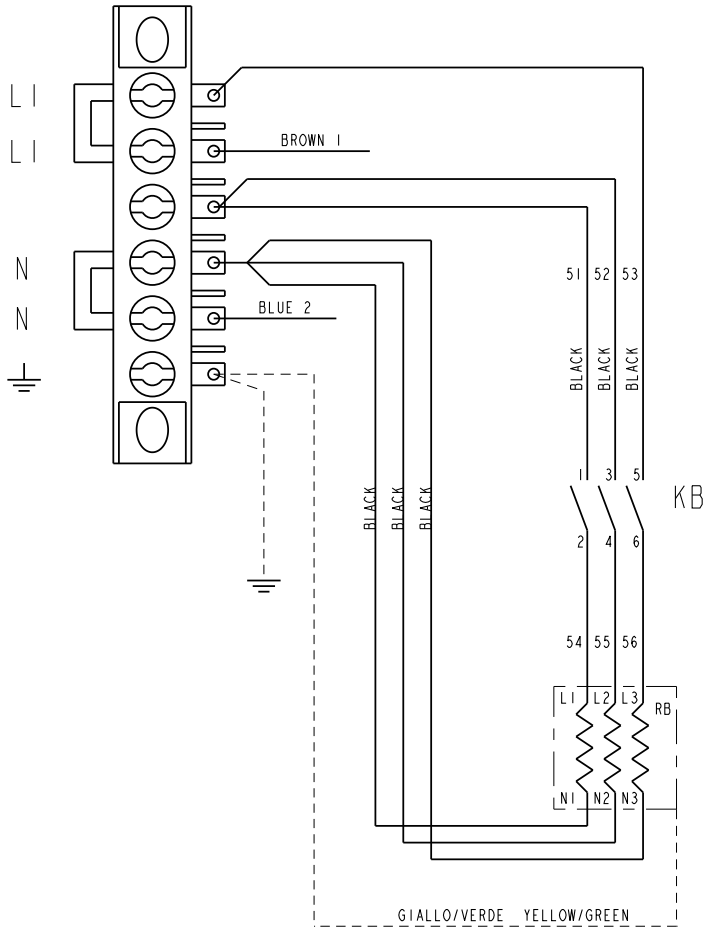 L1
L1
BROWN 1
N
N
BLUE 2
51 52 53
BLACK BLACK BLACK
1 3 5
KB
BLACK BLACK BLACK
2 4 6
54 55 56
L1 L2 L3
RB
N1 N2 N3
GIALLO/VERDE YELLOW/GREEN